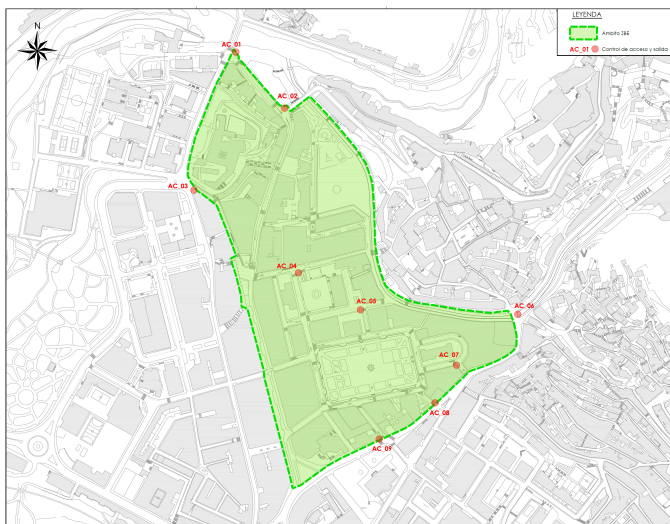 LEYENDA
N
Ámbito ZBE
AC_01 Control de acceso y salida
AC_01
AC_02
AC_03
AC_04
AC_05
AC_06
AC_07
AC_08
AC_09